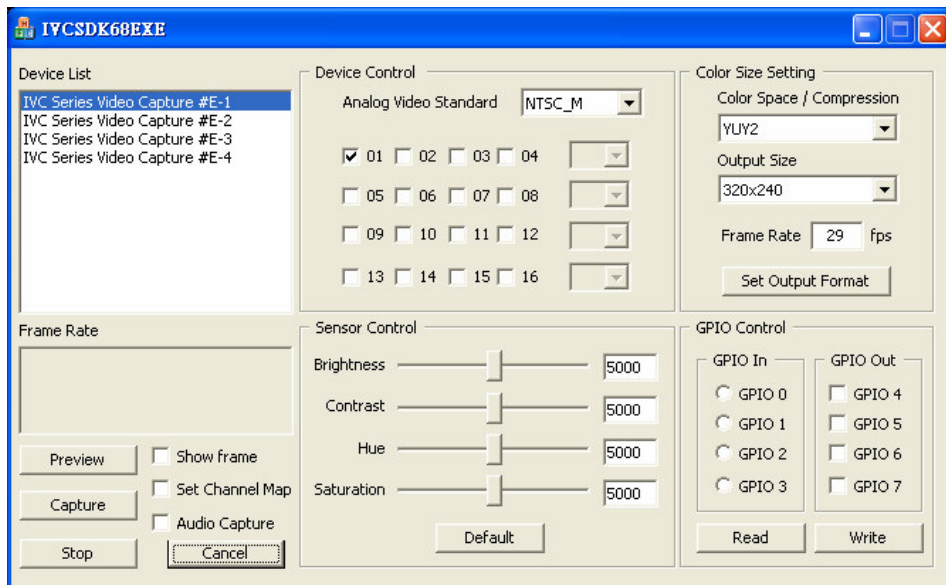 IVCSDK68EXE
Device List
IVC Series Video Capture #E-1
IVC Series Video Capture #E-2
IVC Series Video Capture #E-3
IVC Series Video Capture #E-4
Device Control
Analog Video Standard NTSC_M
01 02 03 04
05 06 07 08
09 10 11 12
13 14 15 16
Color Size Setting
Color Space / Compression
YUY2
Output Size
320x240
Frame Rate 29 fps
Set Output Format
Frame Rate
Preview
Show frame
Capture
Set Channel Map
Audio Capture
Stop
Cancel
Sensor Control
Brightness 5000
Contrast 5000
Hue 5000
Saturation 5000
Default
GPIO Control
GPIO In
GPIO 0
GPIO 1
GPIO 2
GPIO 3
Read
GPIO Out
GPIO 4
GPIO 5
GPIO 6
GPIO 7
Write